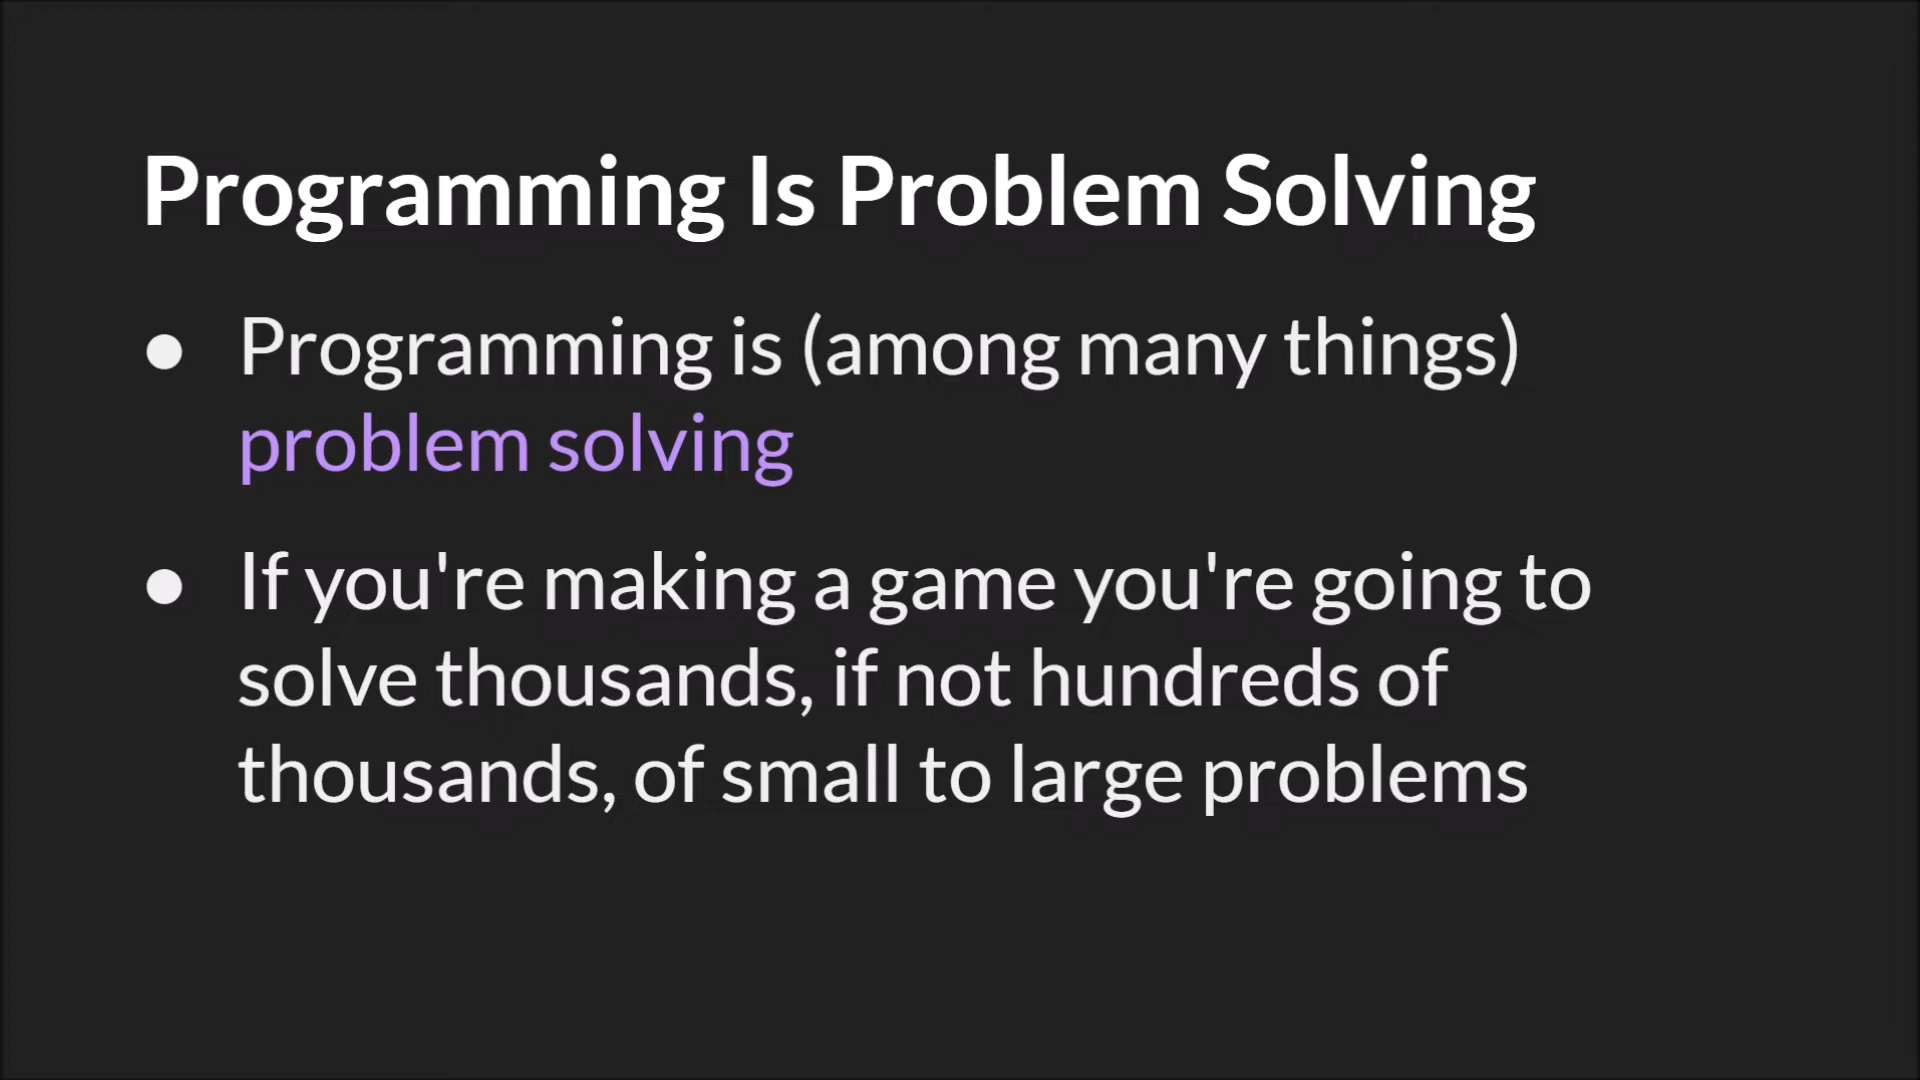 Programming Is Problem Solving
● Programming is (among many things)
problem solving
● If you're making a game you're going to
solve thousands, if not hundreds of
thousands, of small to large problems